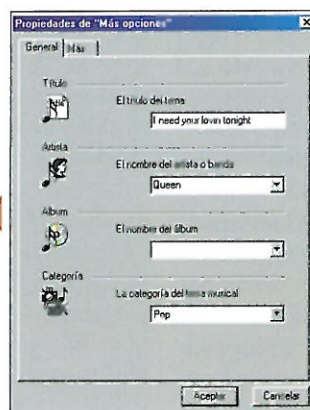 Propiedades de "Más opciones"
General Más
Título
El título del tema
I need your lovin tonight
Artista
El nombre del artista o banda
Queen
Album
El nombre del álbum
Categoría
La categoría del tema musical
Pop
Aceptar Cancelar